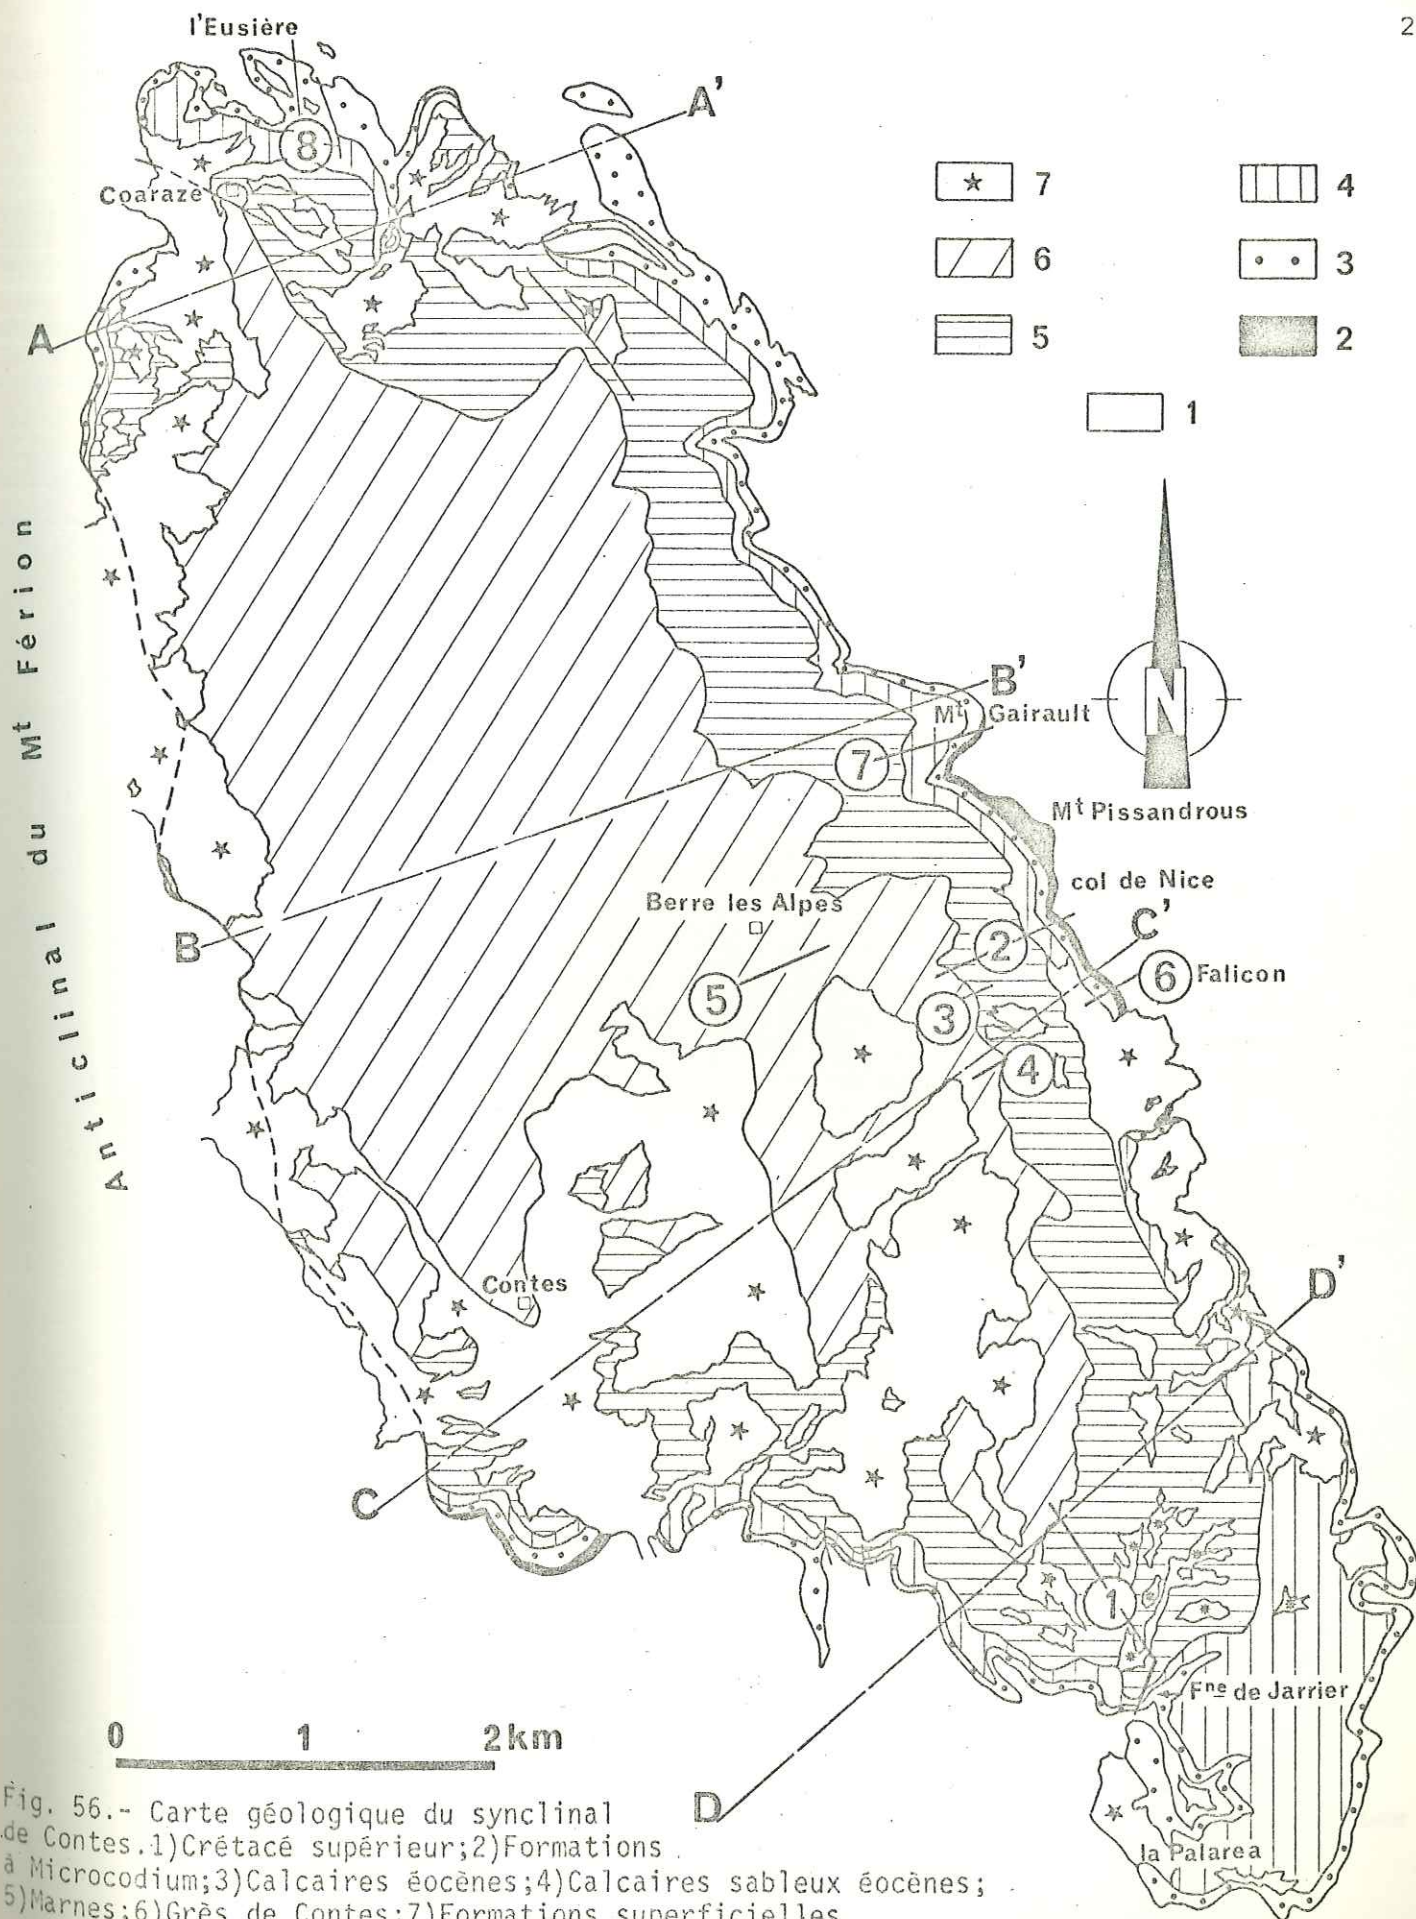 2
l'Eusière
A'
8
Coaraze
A
7
4
6
3
5
2
1
Anticlinal du Mt Férion
B'
Mt Gairault
N
7
Mt Pissandrous
col de Nice
Berre les Alpes
C'
B
2
6
Falicon
5
3
4
D'
Contes
C
1
Fne de Jarrier
0 1 2km
D
la Palarea
Fig. 56.- Carte géologique du synclinal
de Contes.1)Crétacé supérieur;2)Formations
à Microcodium;3)Calcaires éocènes;4)Calcaires sableux éocènes;
5)Marnes;6)Grès de Contes;7)Formations superficielles